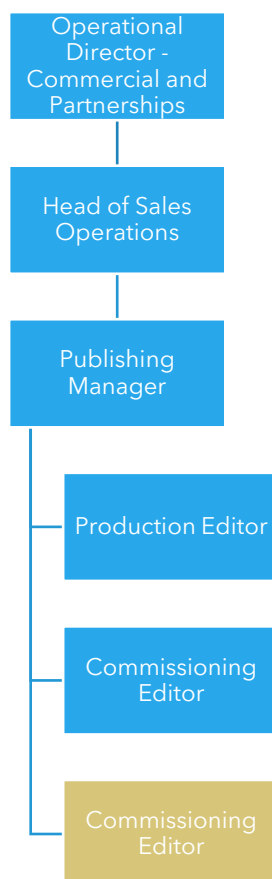 Operational
Director -
Commercial and
Partnerships
Head of Sales
Operations
Publishing
Manager
Production Editor
Commissioning
Editor
Commissioning
Editor